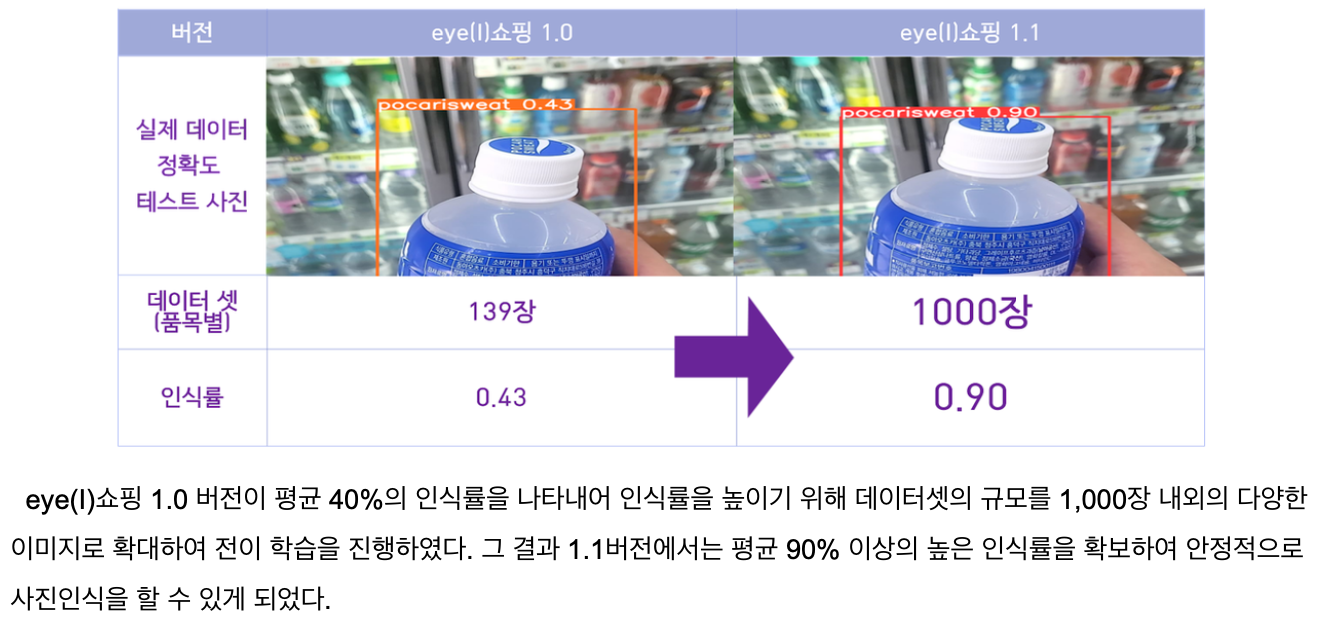 버전 eye(I)쇼핑 1.0 eye(I)쇼핑 1.1
실제 데이터
정확도
테스트 사진
pocarisweat 0.43
POCARI
SWEAT
pocarisweat 0.90
POCARI
SWEAT
데이터 셋
(품목별)
139장 1000장
인식률 0.43 0.90
eye(I)쇼핑 1.0 버전이 평균 40%의 인식률을 나타내어 인식률을 높이기 위해 데이터셋의 규모를 1,000장 내외의 다양한
이미지로 확대하여 전이 학습을 진행하였다. 그 결과 1.1버전에서는 평균 90% 이상의 높은 인식률을 확보하여 안정적으로
사진인식을 할 수 있게 되었다.